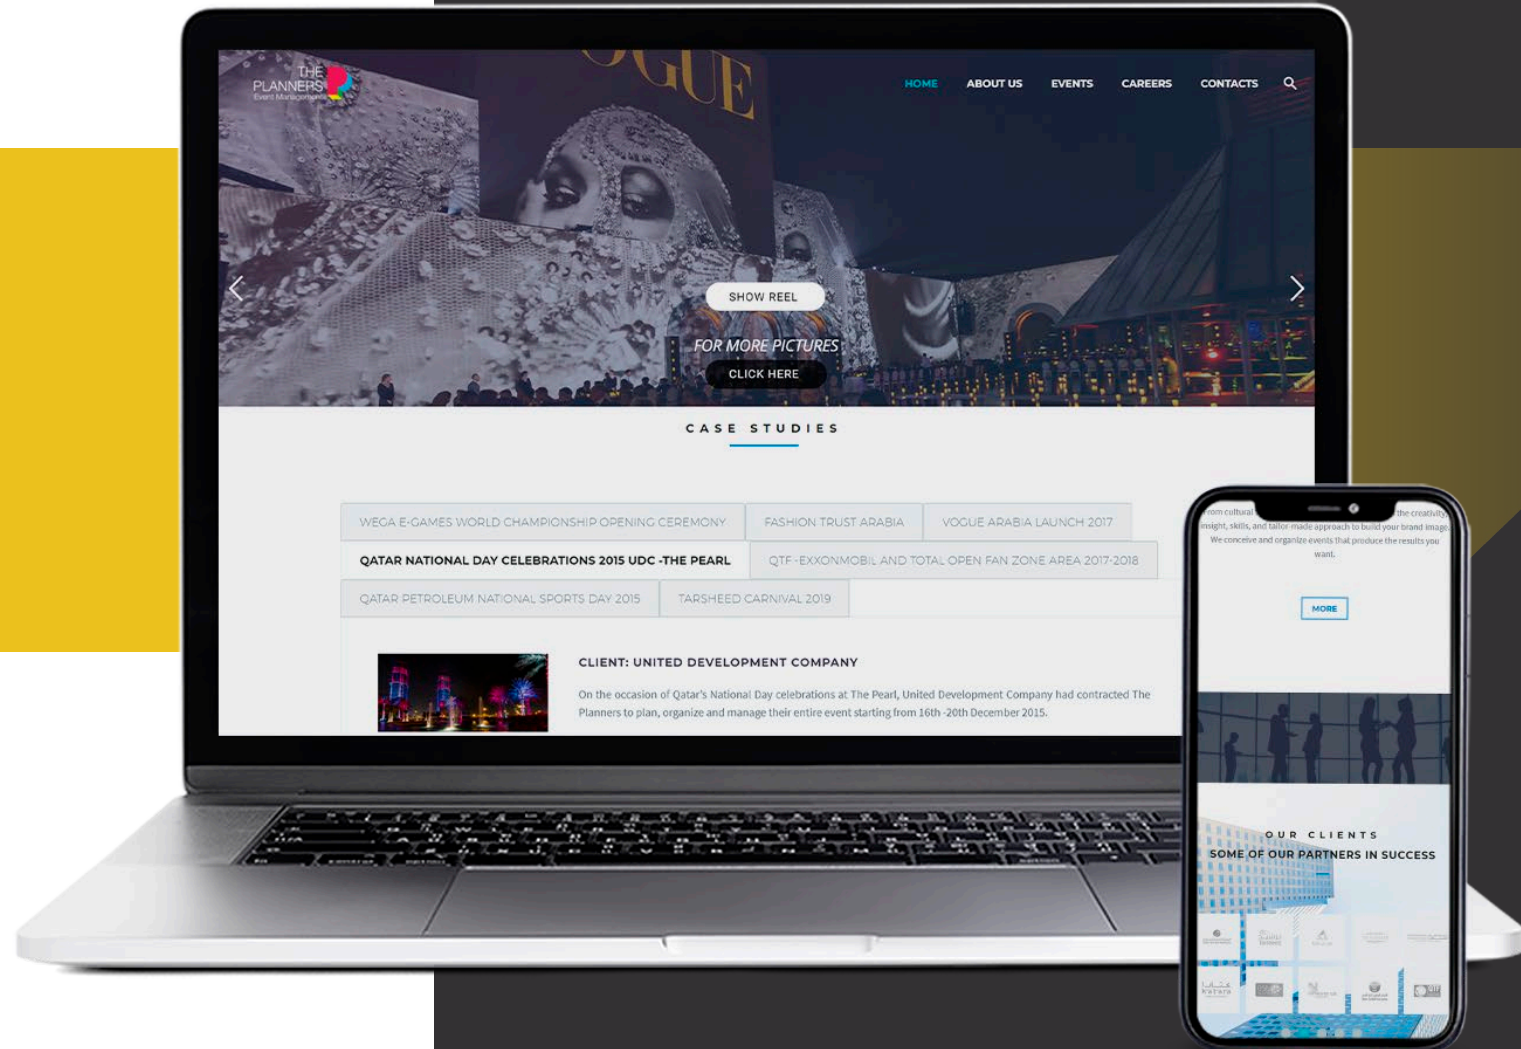 OGUE
THE
PLANNERS
Event Managements
HOME
ABOUT US
EVENTS
CAREERS
CONTACTS
SHOW REEL
FOR MORE PICTURES
CLICK HERE
CASE STUDIES
WEGA E-GAMES WORLD CHAMPIONSHIP OPENING CEREMONY
FASHION TRUST ARABIA
VOGUE ARABIA LAUNCH 2017
QATAR NATIONAL DAY CELEBRATIONS 2015 UDC -THE PEARL
QTF -EXXONMOBIL AND TOTAL OPEN FAN ZONE AREA 2017-2018
QATAR PETROLEUM NATIONAL SPORTS DAY 2015
TARSHEED CARNIVAL 2019
CLIENT: UNITED DEVELOPMENT COMPANY
On the occasion of Qatar's National Day celebrations at The Pearl, United Development Company had contracted The
Planners to plan, organize and manage their entire event starting from 16th -20th December 2015.
From cultural the creativity,
insight, skills, and tailor-made approach to build your brand image.
We conceive and organize events that produce the results you
want.
MORE
OUR CLIENTS
SOME OF OUR PARTNERS IN SUCCESS
katara
QTF